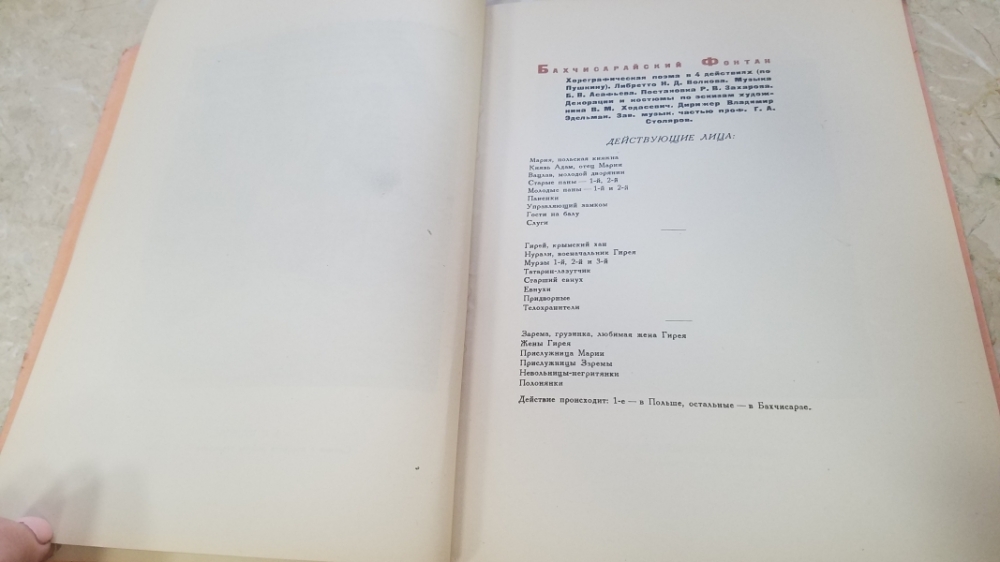 Бахчисарайский Фонтан
Хореграфическая поэма в 4 действиях (по
Пушкину). Либретто Н. Д. Волкова. Музыка
Б. В. Асафьева. Постановка Р. В. Захарова.
Декорации и костюмы по эскизам худож-
ника В. М. Ходасевич. Дирижер Владимир
Эдельман. Зав. музык. частью проф. Г. А.
Столяров.
ДЕЙСТВУЮЩИЕ ЛИЦА:
Мария, польская княжна
Князь Адам, отец Марии
Вацлав, молодой дворянин
Старые паны — 1-й, 2-й
Молодые паны — 1-й и 2-й
Паненки
Управляющий замком
Гости на балу
Слуги
Гирей, крымский хан
Нурали, военачальник Гирея
Мурзы 1-й, 2-й и 3-й
Татарин-лазутчик
Старший евнух
Евнухи
Придворные
Телохранители
Зарема, грузинка, любимая жена Гирея
Жены Гирея
Прислужница Марии
Прислужницы Заремы
Невольницы-негритянки
Полонянки
Действие происходит: 1-е — в Польше, остальные — в Бахчисарае.